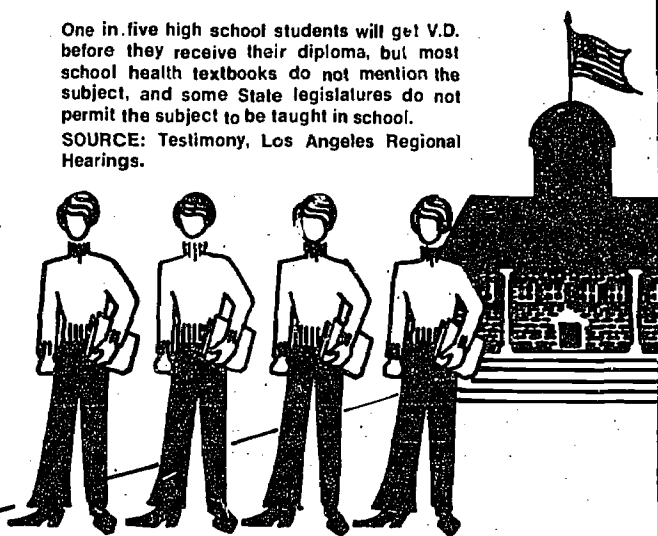 One in five high school students will get V.D.
before they receive their diploma, but most
school health textbooks do not mention the
subject, and some State legislatures do not
permit the subject to be taught in school.
SOURCE: Testimony, Los Angeles Regional
Hearings.